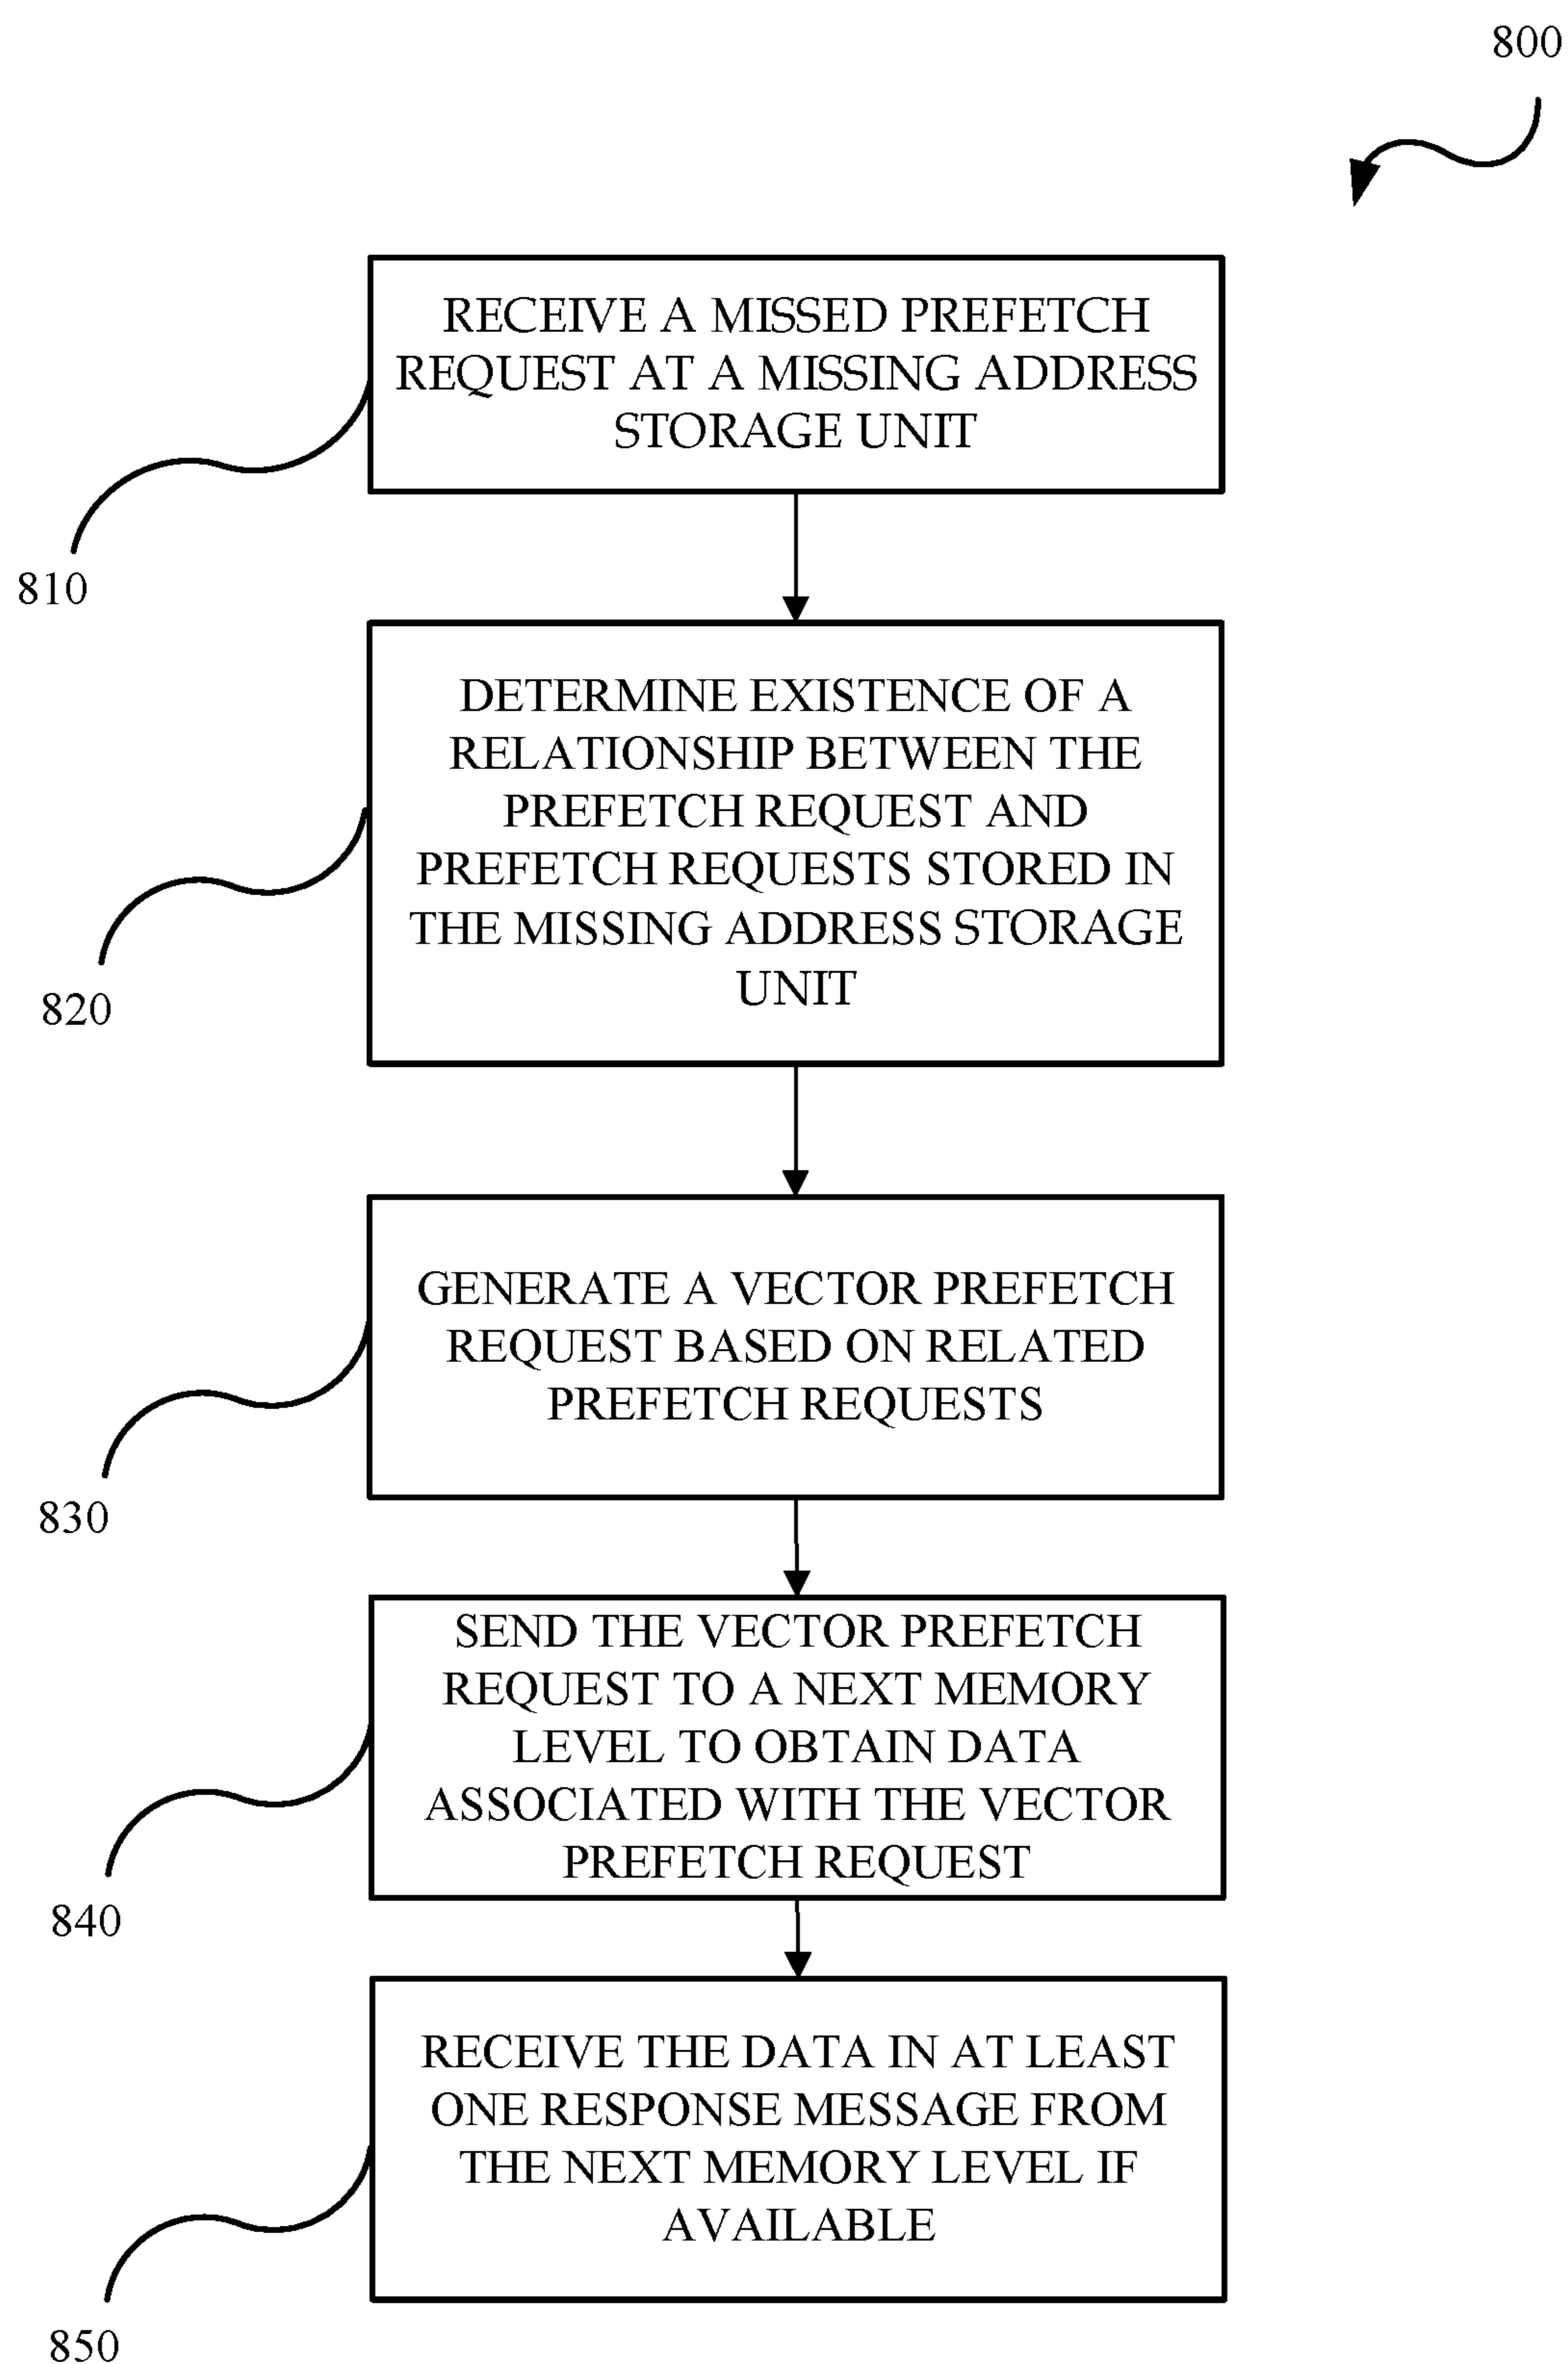 800
RECEIVE A MISSED PREFETCH
REQUEST AT A MISSING ADDRESS
STORAGE UNIT
810
DETERMINE EXISTENCE OF A
RELATIONSHIP BETWEEN THE
PREFETCH REQUEST AND
PREFETCH REQUESTS STORED IN
THE MISSING ADDRESS STORAGE
UNIT
820
GENERATE A VECTOR PREFETCH
REQUEST BASED ON RELATED
PREFETCH REQUESTS
830
SEND THE VECTOR PREFETCH
REQUEST TO A NEXT MEMORY
LEVEL TO OBTAIN DATA
ASSOCIATED WITH THE VECTOR
PREFETCH REQUEST
840
RECEIVE THE DATA IN AT LEAST
ONE RESPONSE MESSAGE FROM
THE NEXT MEMORY LEVEL IF
AVAILABLE
850